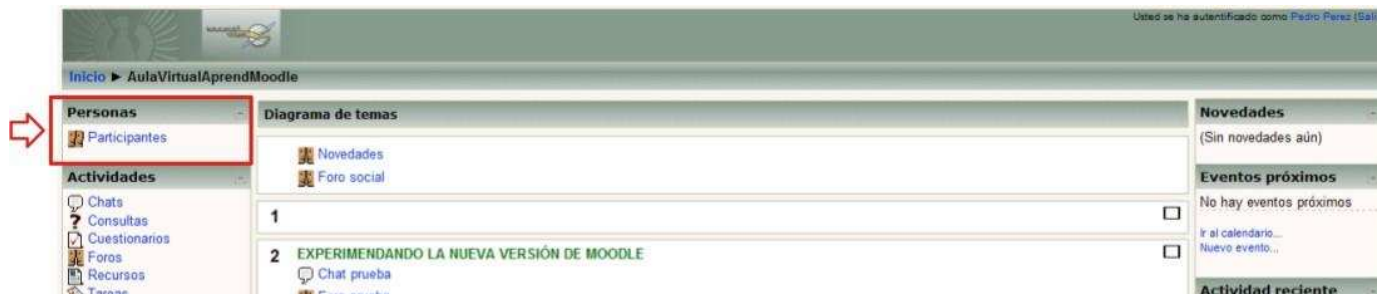 Usted se ha autentificado como Pedro Perez (Sali
Inicio ► AulaVirtualAprendMoodle
Personas
Participantes
Actividades
Chats
Consultas
Cuestionarios
Foros
Recursos
Tareas
Diagrama de temas
Novedades
Foro social
1
2 EXPERIMENDANDO LA NUEVA VERSIÓN DE MOODLE
Chat prueba
Novedades
(Sin novedades aún)
Eventos próximos
No hay eventos próximos
Ir al calendario...
Nuevo evento...
Actividad reciente